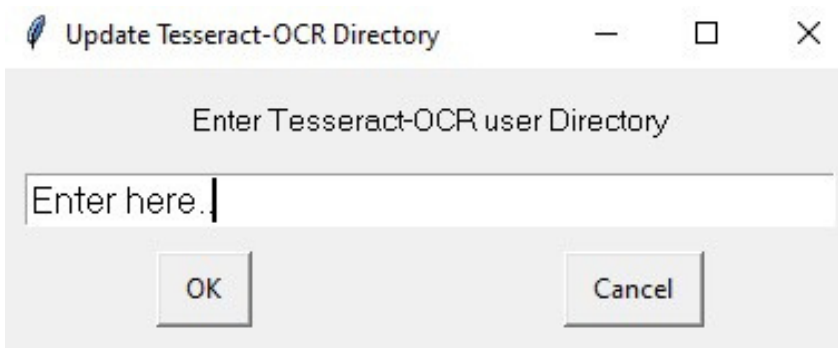 Update Tesseract-OCR Directory
Enter Tesseract-OCR user Directory
Enter here..
OK Cancel